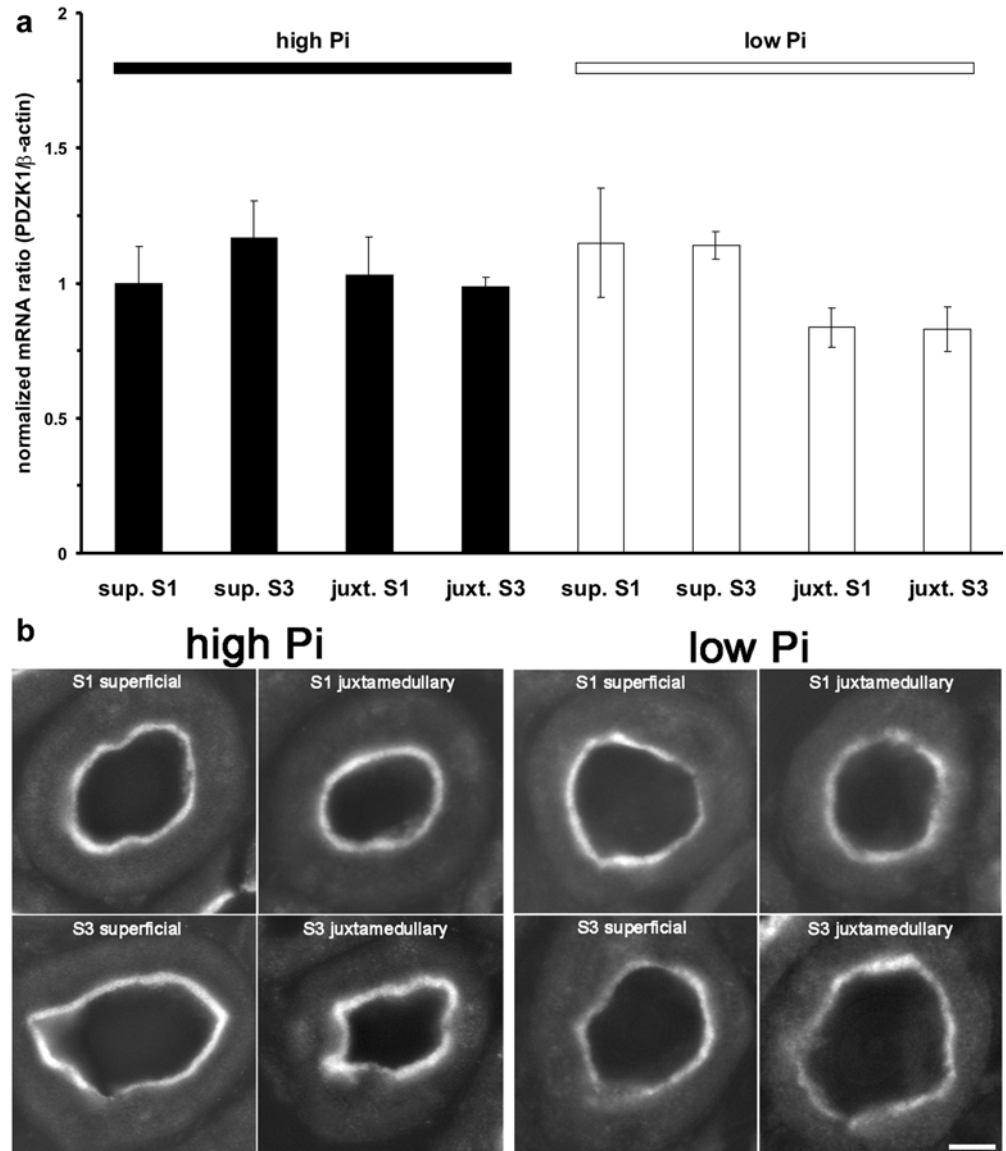 a
high Pi
low Pi
normalized mRNA ratio (PDZK1/β-actin)
2
1.5
1
0.5
0
sup. S1 sup. S3 juxt. S1 juxt. S3 sup. S1 sup. S3 juxt. S1 juxt. S3
b
high Pi
low Pi
S1 superficial
S1 juxtamedullary
S1 superficial
S1 juxtamedullary
S3 superficial
S3 juxtamedullary
S3 superficial
S3 juxtamedullary